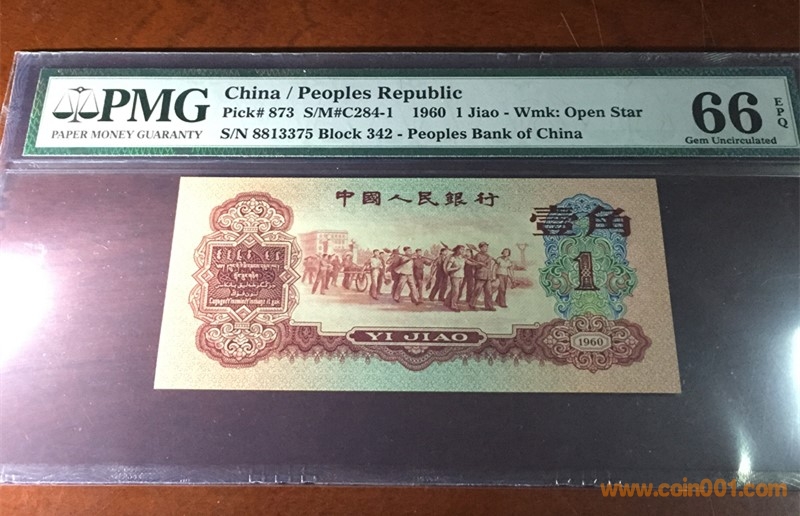 PMG
PAPER MONEY GUARANTY
China / Peoples Republic
Pick# 873 S/M#C284-1 1960 1 Jiao - Wmk: Open Star
S/N 8813375 Block 342 - Peoples Bank of China
66
EPQ
Gem Uncirculated
中國人民銀行
壹角
1
YI JIAO
1960
www.coin001.com